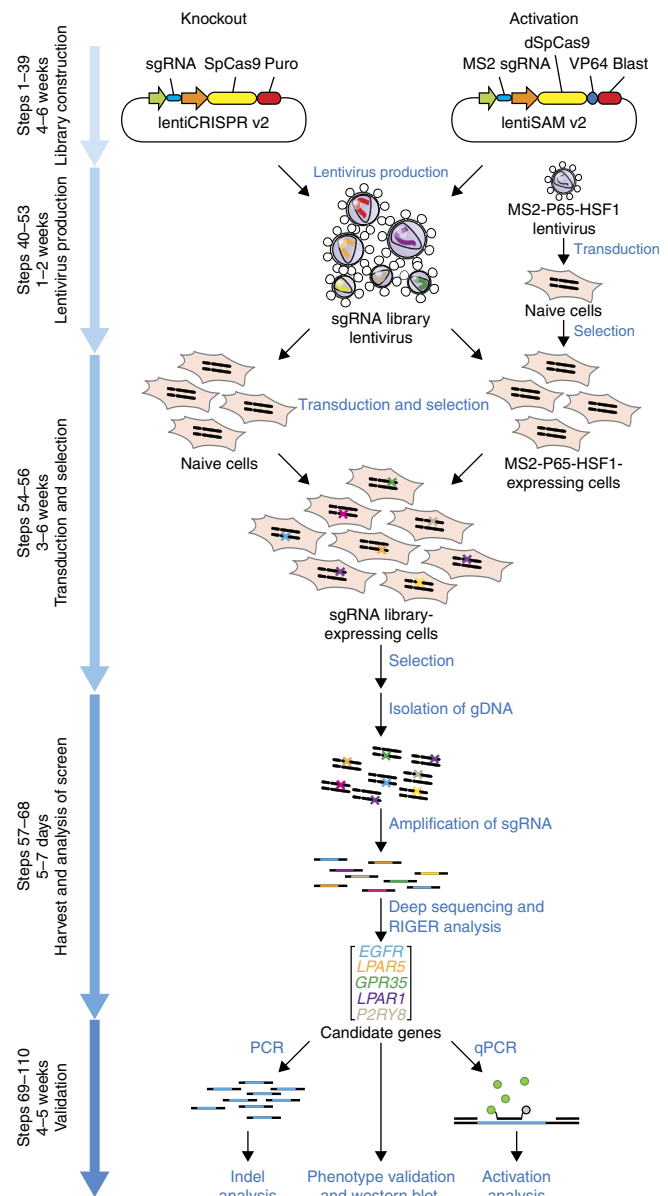 Knockout
Activation
sgRNA SpCas9 Puro
lentiCRISPR v2
dSpCas9
MS2 sgRNA VP64 Blast
lentiSAM v2
Steps 1–39
4–6 weeks
Library construction
Lentivirus production
MS2-P65-HSF1
lentivirus
Transduction
Naive cells
Selection
sgRNA library
lentivirus
Steps 40–53
1–2 weeks
Lentivirus production
Transduction and selection
Naive cells
MS2-P65-HSF1-
expressing cells
sgRNA library-
expressing cells
Steps 54–56
3–6 weeks
Transduction and selection
Selection
Isolation of gDNA
Amplification of sgRNA
Deep sequencing and
RIGER analysis
EGFR
LPAR5
GPR35
LPAR1
P2RY8
Candidate genes
Steps 57–68
5–7 days
Harvest and analysis of screen
PCR
qPCR
Steps 69–110
4–5 weeks
Validation
Indel
analysis
Phenotype validation
and western blot
Activation
analysis